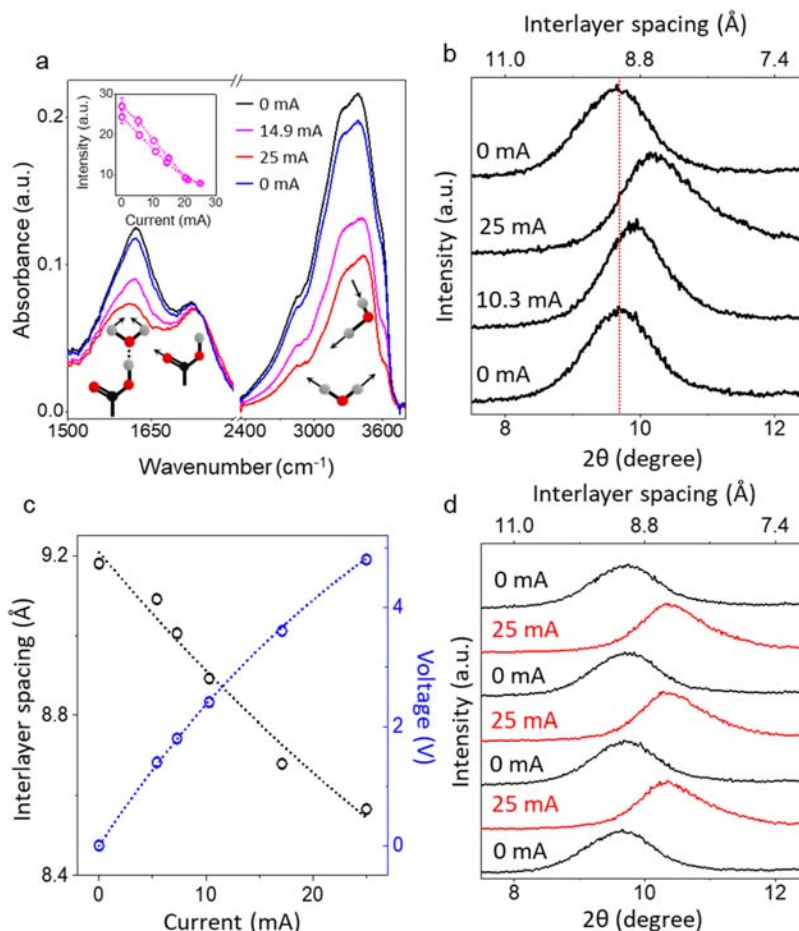 a
0.2
0.1
0.0
Absorbance (a.u.)
1500 1650 2400 3000 3600
Wavenumber (cm⁻¹)
0 mA
14.9 mA
25 mA
0 mA
30
20
10
Intensity (a.u.)
0 10 20 30
Current (mA)
b
Interlayer spacing (Å)
11.0 8.8 7.4
Intensity (a.u.)
0 mA
25 mA
10.3 mA
0 mA
8 10 12
2θ (degree)
c
9.2
8.8
8.4
Interlayer spacing (Å)
4
2
0
Voltage (V)
0 10 20
Current (mA)
d
Interlayer spacing (Å)
11.0 8.8 7.4
Intensity (a.u.)
0 mA
25 mA
0 mA
25 mA
0 mA
25 mA
0 mA
8 10 12
2θ (degree)